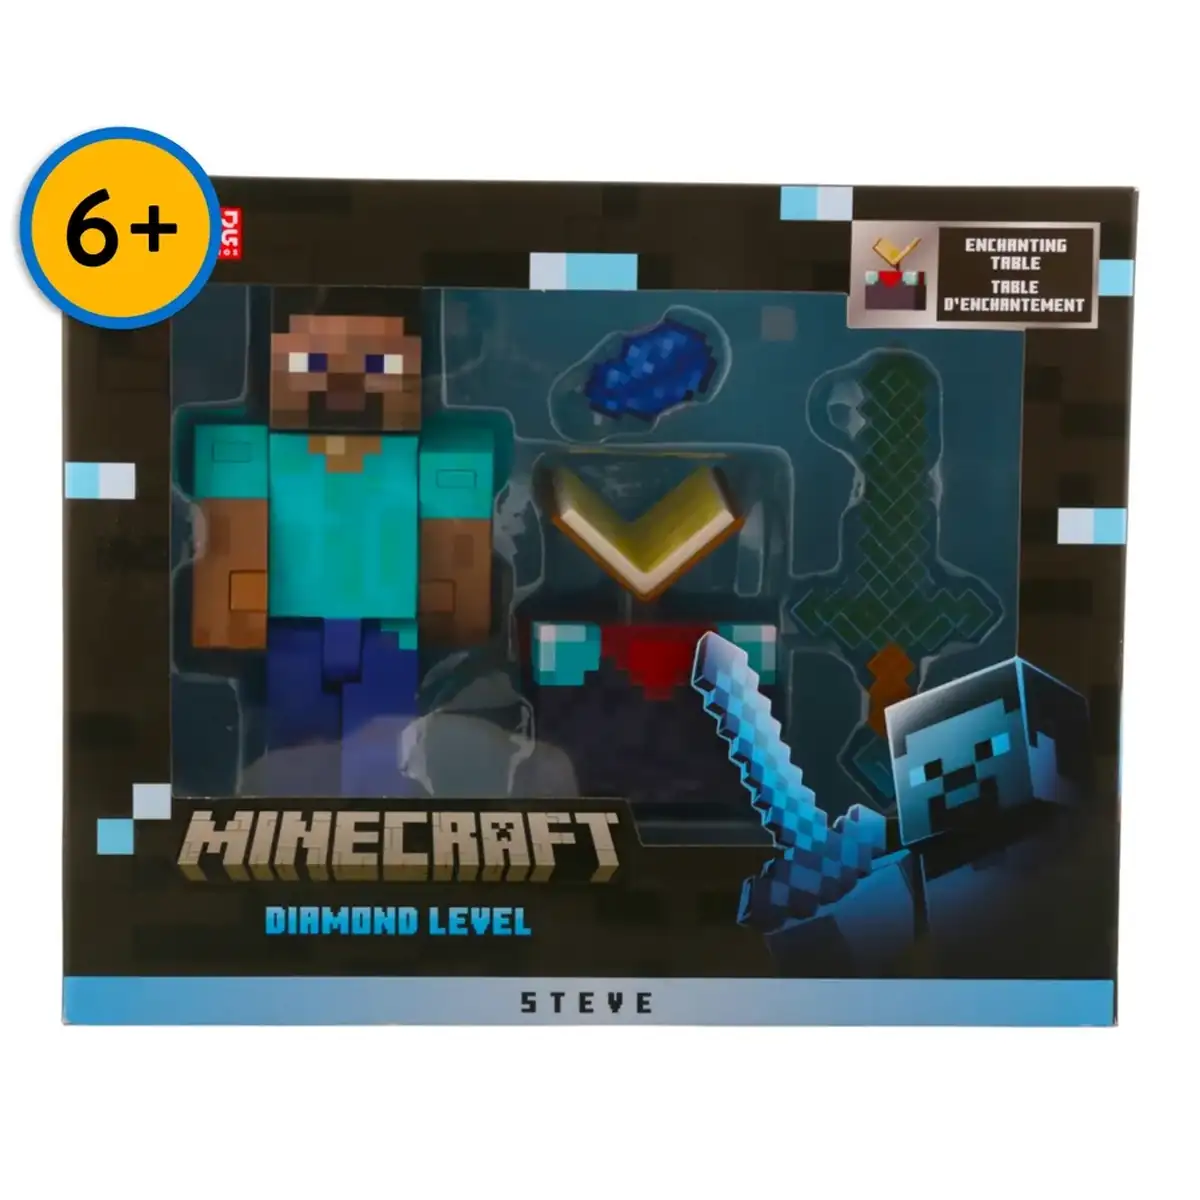 6+
ENCHANTING
TABLE
TABLE
D'ENCHANTEMENT
MINECRAFT
DIAMOND LEVEL
STEVE